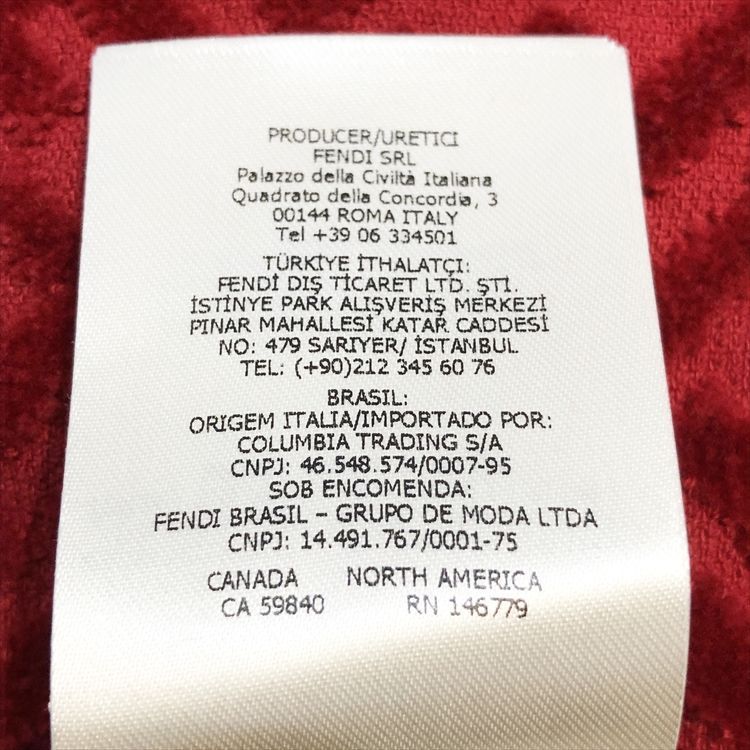 PRODUCER/URETICI
FENDI SRL
Palazzo della Civiltà Italiana
Quadrato della Concordia, 3
00144 ROMA ITALY
Tel +39 06 334501
TÜRKİYE İTHALATÇI:
FENDİ DIŞ TİCARET LTD. ŞTİ.
İSTİNYE PARK ALIŞVERİŞ MERKEZİ
PINAR MAHALLESİ KATAR CADDESİ
NO: 479 SARIYER/ İSTANBUL
TEL: (+90)212 345 60 76
BRASIL:
ORIGEM ITALIA/IMPORTADO POR:
COLUMBIA TRADING S/A
CNPJ: 46.548.574/0007-95
SOB ENCOMENDA:
FENDI BRASIL – GRUPO DE MODA LTDA
CNPJ: 14.491.767/0001-75
CANADA NORTH AMERICA
CA 59840 RN 146779